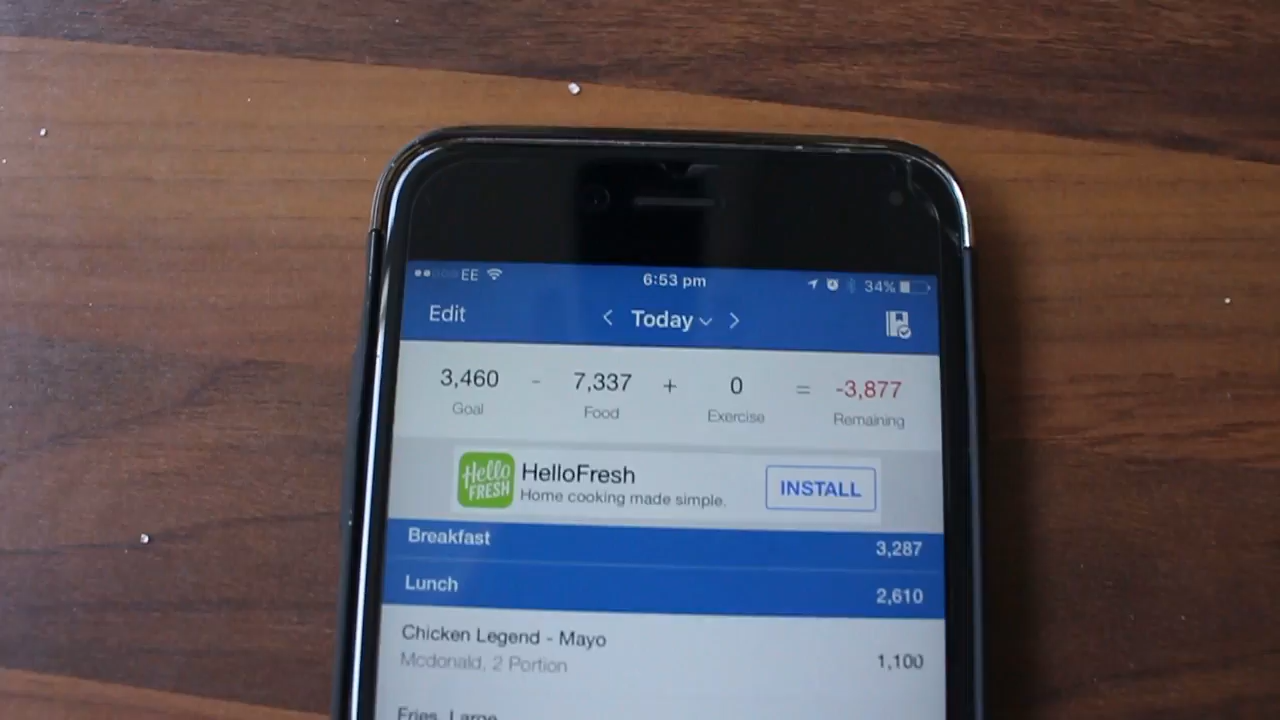 EE 6:53 pm 34%
Edit < Today >
3,460 - 7,337 + 0 = -3,877
Goal Food Exercise Remaining
Hello FRESH
HelloFresh
Home cooking made simple.
INSTALL
Breakfast 3,287
Lunch 2,610
Chicken Legend - Mayo
Mcdonald, 2 Portion 1,100
Fries, Large